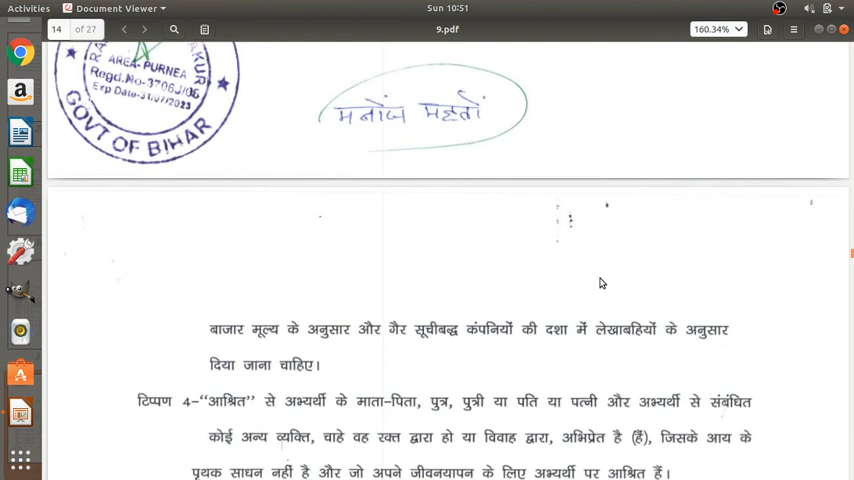 Activities Document Viewer Sun 10:51
14 of 27 9.pdf 160.34%
AREA-PURNEA
Regd.No-3706J/06
Exp Date-31/07/2023
GOVT OF BIHAR
मनोज महतों
बाजार मूल्य के अनुसार और गैर सूचीबद्ध कंपनियों की दशा में लेखाबहियों के अनुसार
दिया जाना चाहिए।
टिप्पण 4–“आश्रित” से अभ्यर्थी के माता–पिता, पुत्र, पुत्री या पति या पत्नी और अभ्यर्थी से संबंधित
कोई अन्य व्यक्ति, चाहे वह रक्त द्वारा हो या विवाह द्वारा, अभिप्रेत है (हैं), जिसके आय के
पृथक साधन नहीं है और जो अपने जीवनयापन के लिए अभ्यर्थी पर आश्रित हैं।